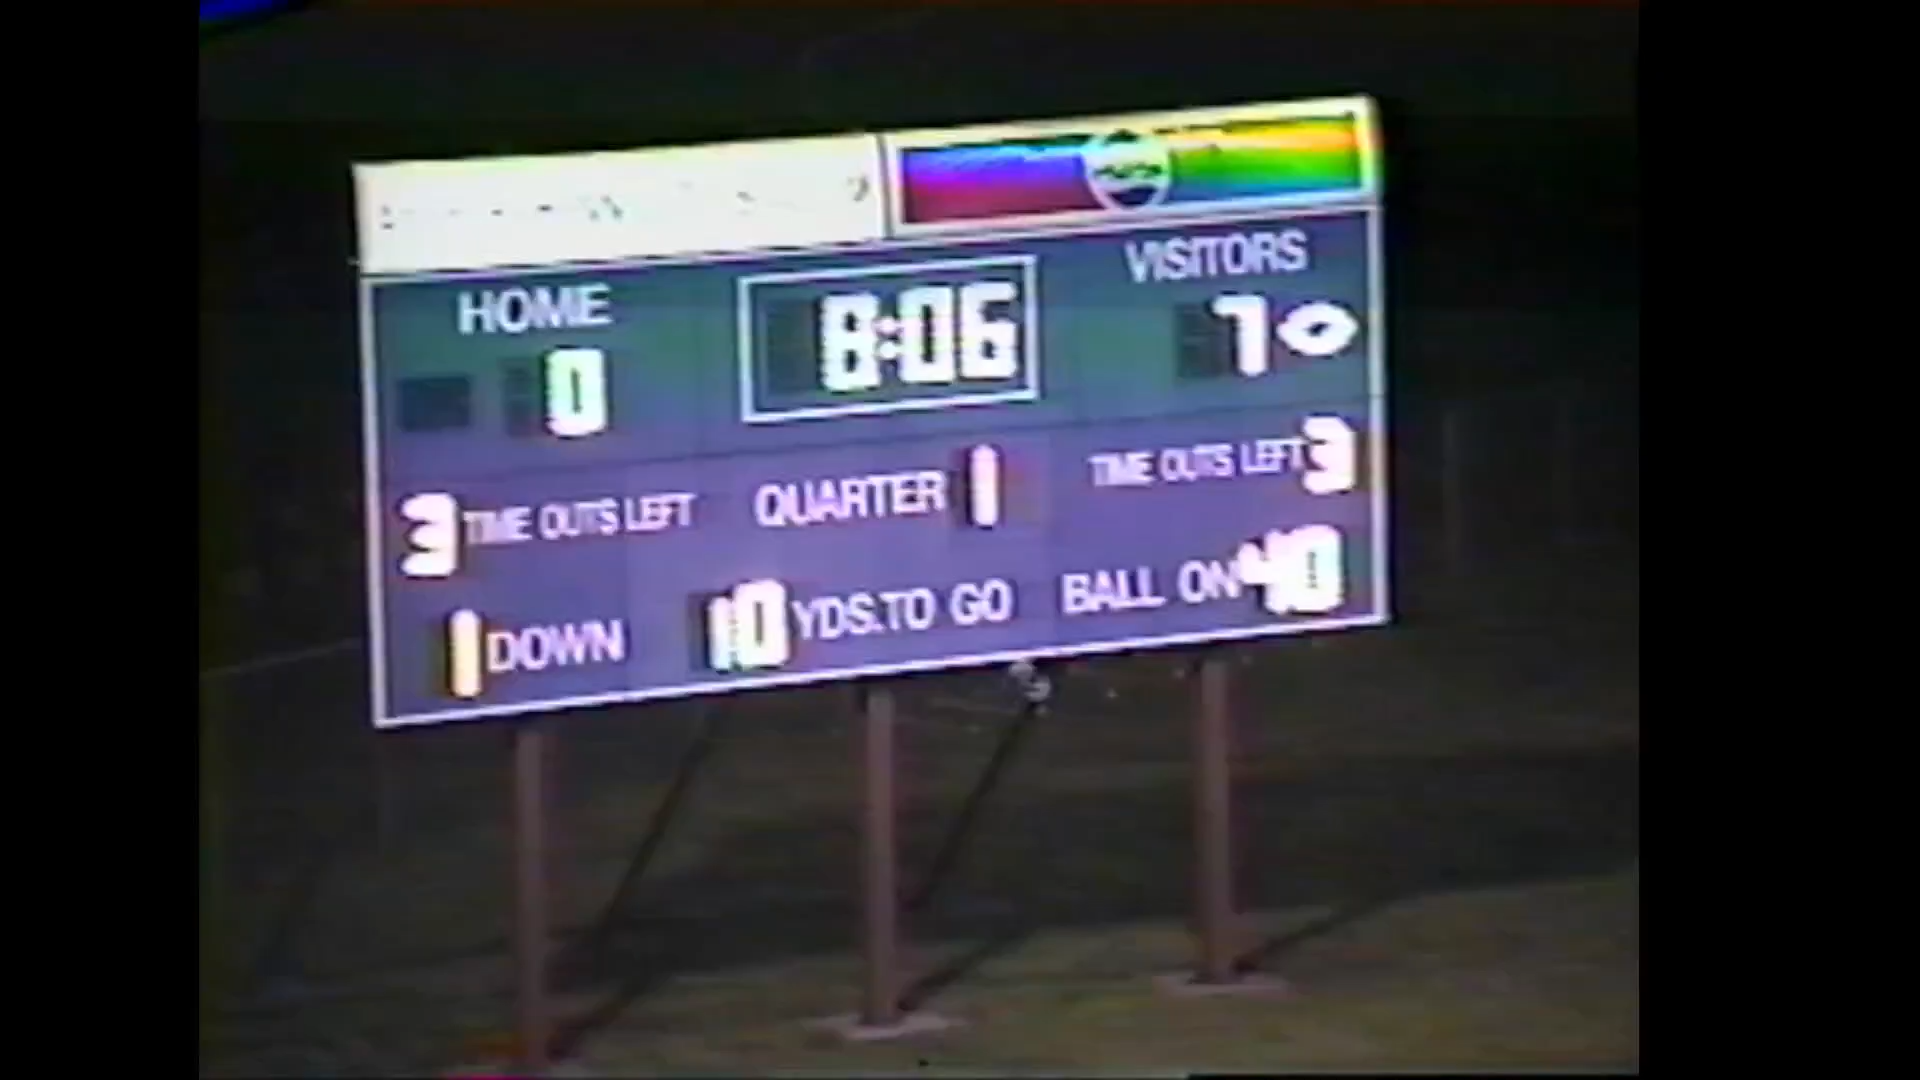 HOME 8:06 VISITORS
0 7
3 TIME OUTS LEFT QUARTER 1 TIME OUTS LEFT 3
1 DOWN 10 YDS.TO GO BALL ON 40